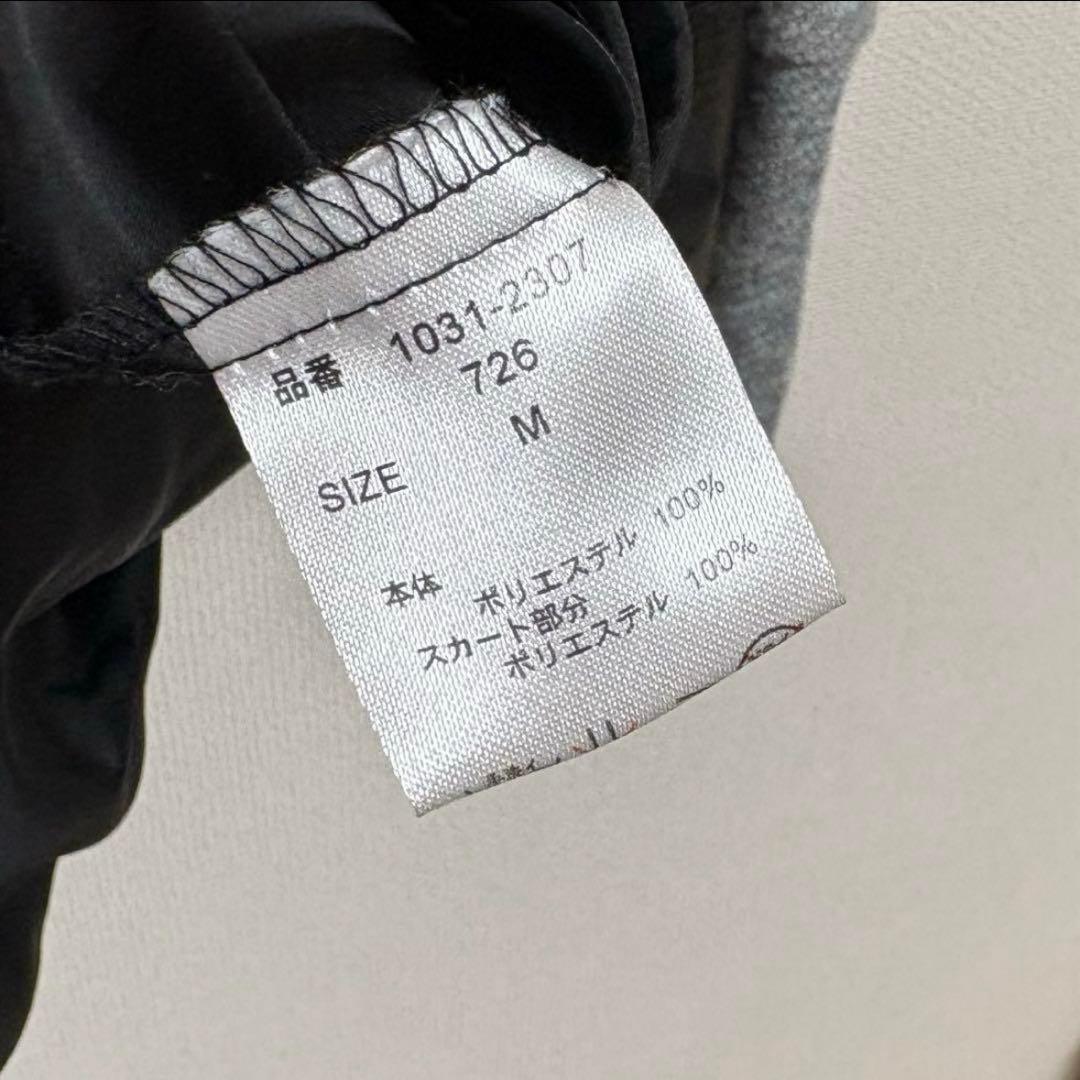 品番 1031-2307
726
SIZE M
本体 ポリエステル 100%
スカート部分
ポリエステル 100%